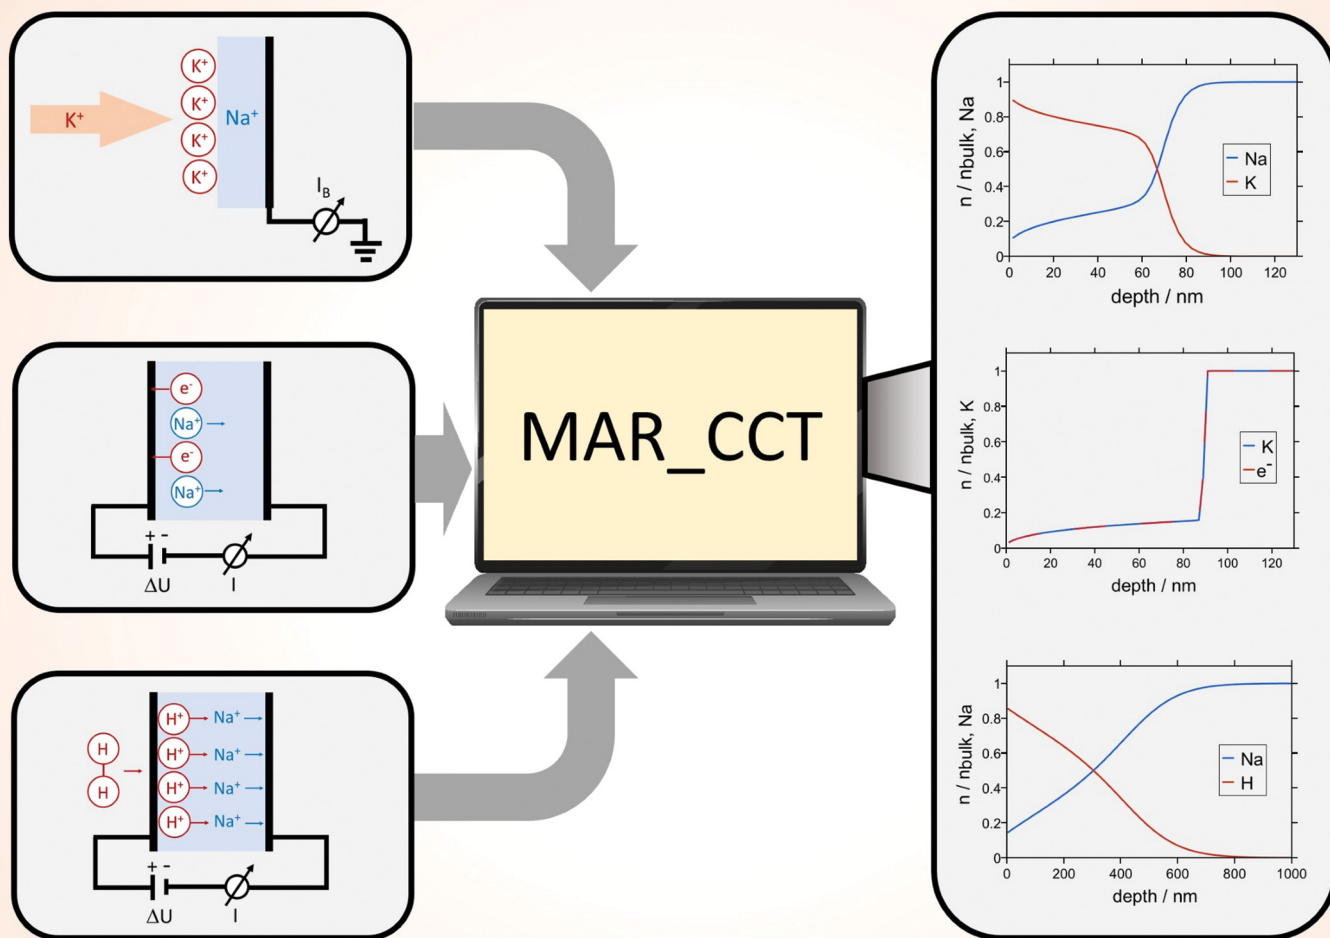 K⁺
K⁺
K⁺
K⁺
K⁺
Na⁺
I_B
e⁻
Na⁺
e⁻
Na⁺
+ -
ΔU
I
H
H
H⁺ Na⁺
H⁺ Na⁺
H⁺ Na⁺
H⁺ Na⁺
+ -
ΔU
I
MAR_CCT
n / nbulk, Na
1
0.8
0.6
0.4
0.2
0
0 20 40 60 80 100 120
depth / nm
Na
K
n / nbulk, K
1
0.8
0.6
0.4
0.2
0
0 20 40 60 80 100 120
depth / nm
K
e⁻
n / nbulk, Na
1
0.8
0.6
0.4
0.2
0
0 200 400 600 800 1000
depth / nm
Na
H